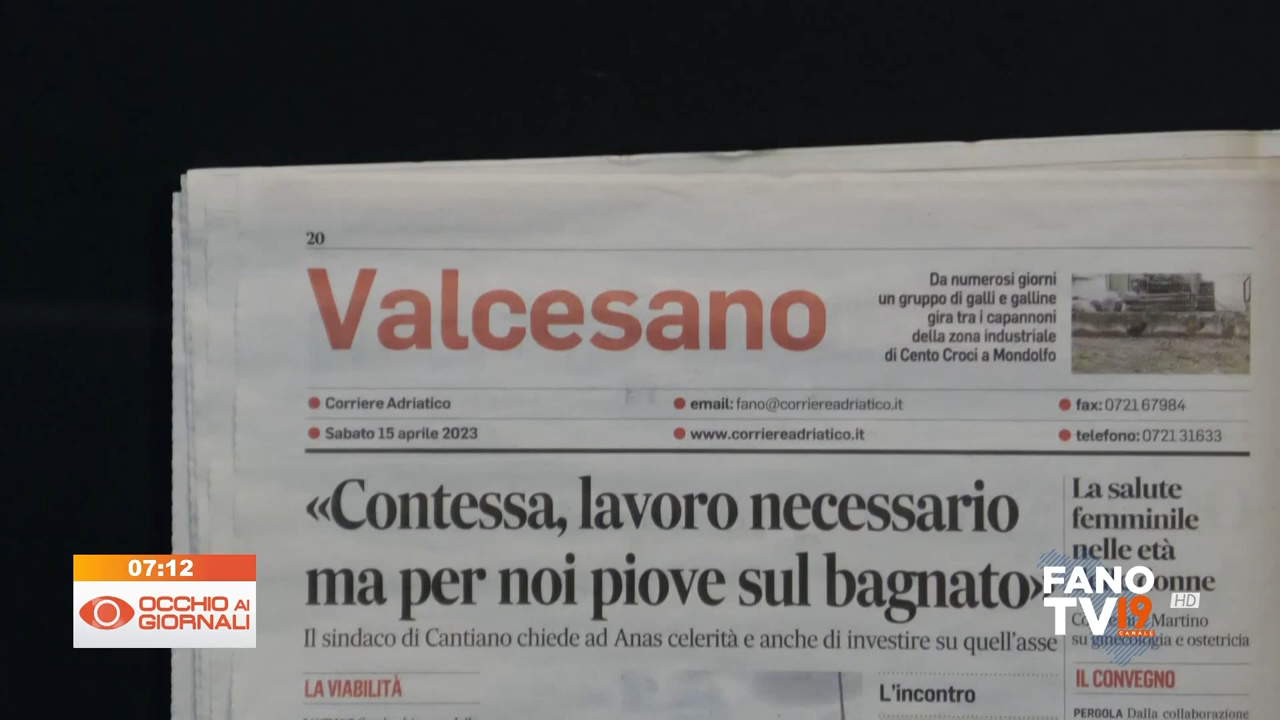 20
Valcesano
Da numerosi giorni
un gruppo di galli e galline
gira tra i capannoni
della zona industriale
di Cento Croci a Mondolfo
Corriere Adriatico
email: fano@corriereadriatico.it
fax: 0721 67984
Sabato 15 aprile 2023
www.corriereadriatico.it
telefono: 0721 31633
«Contessa, lavoro necessario
ma per noi piove sul bagnato»
Il sindaco di Cantiano chiede ad Anas celerità e anche di investire su quell'asse
LA VIABILITÀ
L'incontro
La salute
femminile
nelle età
onne
Martino
su ginecologia e ostetricia
IL CONVEGNO
PERGOLA Dalla collaborazione
07:12
OCCHIO AI
GIORNALI
FANO
TV19
CANALE
HD